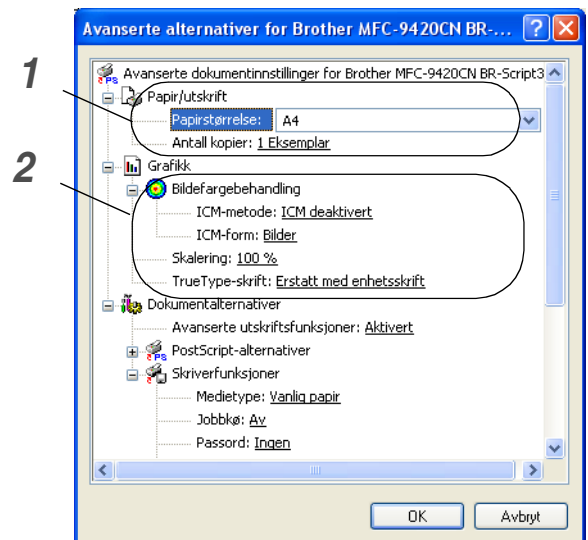 Avanserte alternativer for Brother MFC-9420CN BR-...
1
Avanserte dokumentinnstillinger for Brother MFC-9420CN BR-Script3
Papir/utskrift
Papirstørrelse: A4
Antall kopier: 1 Eksemplar
2
Grafikk
Bildefargebehandling
ICM-metode: ICM deaktivert
ICM-form: Bilder
Skalering: 100 %
TrueType-skrift: Erstatt med enhetsskrift
Dokumentalternativer
Avanserte utskriftsfunksjoner: Aktivert
PostScript-alternativer
Skriverfunksjoner
Medietype: Vanlig papir
Jobbkø: Av
Passord: Ingen
OK Avbryt